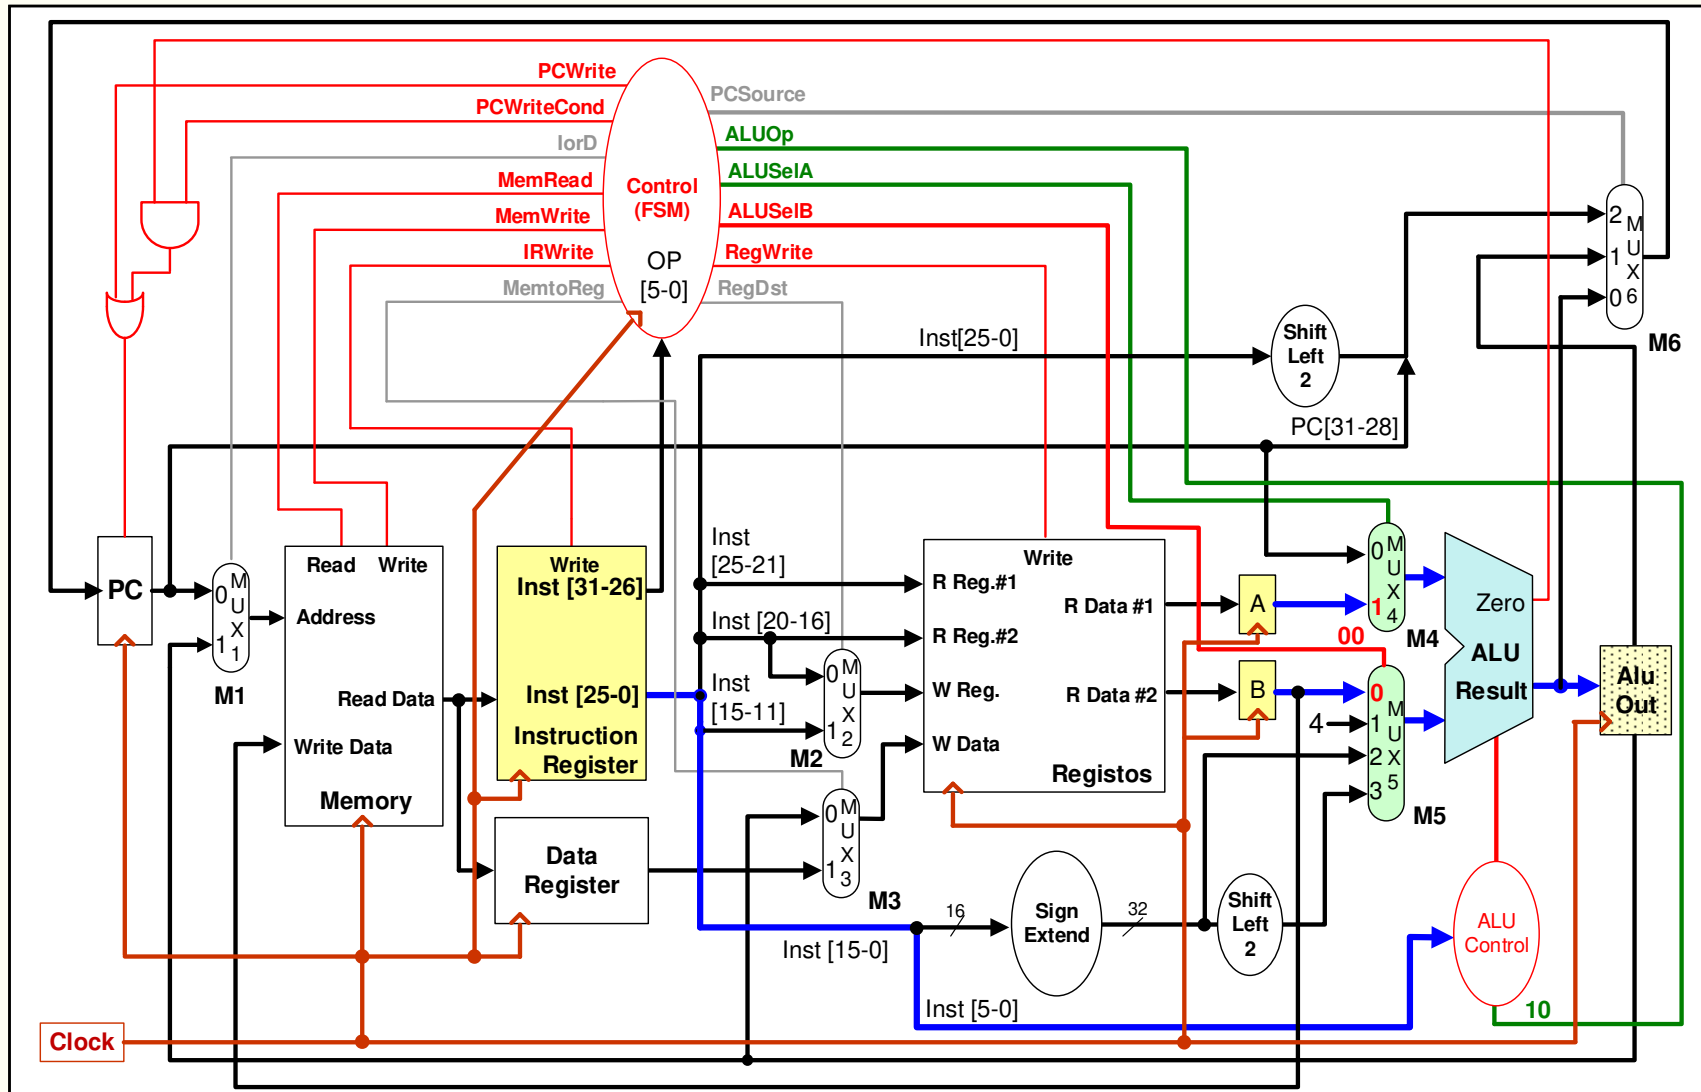 PCWrite
PCWriteCond
IorD
MemRead
MemWrite
IRWrite
MemtoReg
Control
(FSM)
OP
[5-0]
PCSource
ALUOp
ALUSelA
ALUSelB
RegWrite
RegDst
2
1
0
M
U
X
6
M6
Inst[25-0]
Shift
Left
2
PC[31-28]
PC
0
1
M
U
X
1
M1
Read
Write
Address
Read Data
Write Data
Memory
Write
Inst [31-26]
Inst [25-0]
Instruction
Register
Data
Register
Inst
[25-21]
Inst [20-16]
Inst
[15-11]
0
1
M
U
X
2
M2
0
1
M
U
X
3
M3
Write
R Reg.#1
R Reg.#2
W Reg.
W Data
R Data #1
R Data #2
Registos
A
B
0
1
M
U
X
4
M4
00
0
1
2
3
4
M
U
X
5
M5
Zero
ALU
Result
Alu
Out
Inst [15-0]
16
Sign
Extend
32
Shift
Left
2
ALU
Control
Inst [5-0]
10
Clock